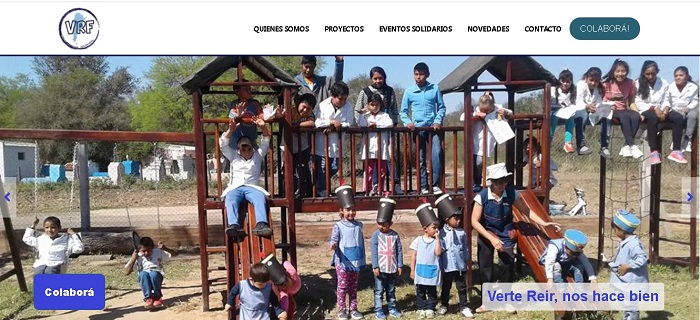 VRF
QUIENES SOMOS PROYECTOS EVENTOS SOLIDARIOS NOVEDADES CONTACTO COLABORÁ!
Colaborá
Verte Reir, nos hace bien